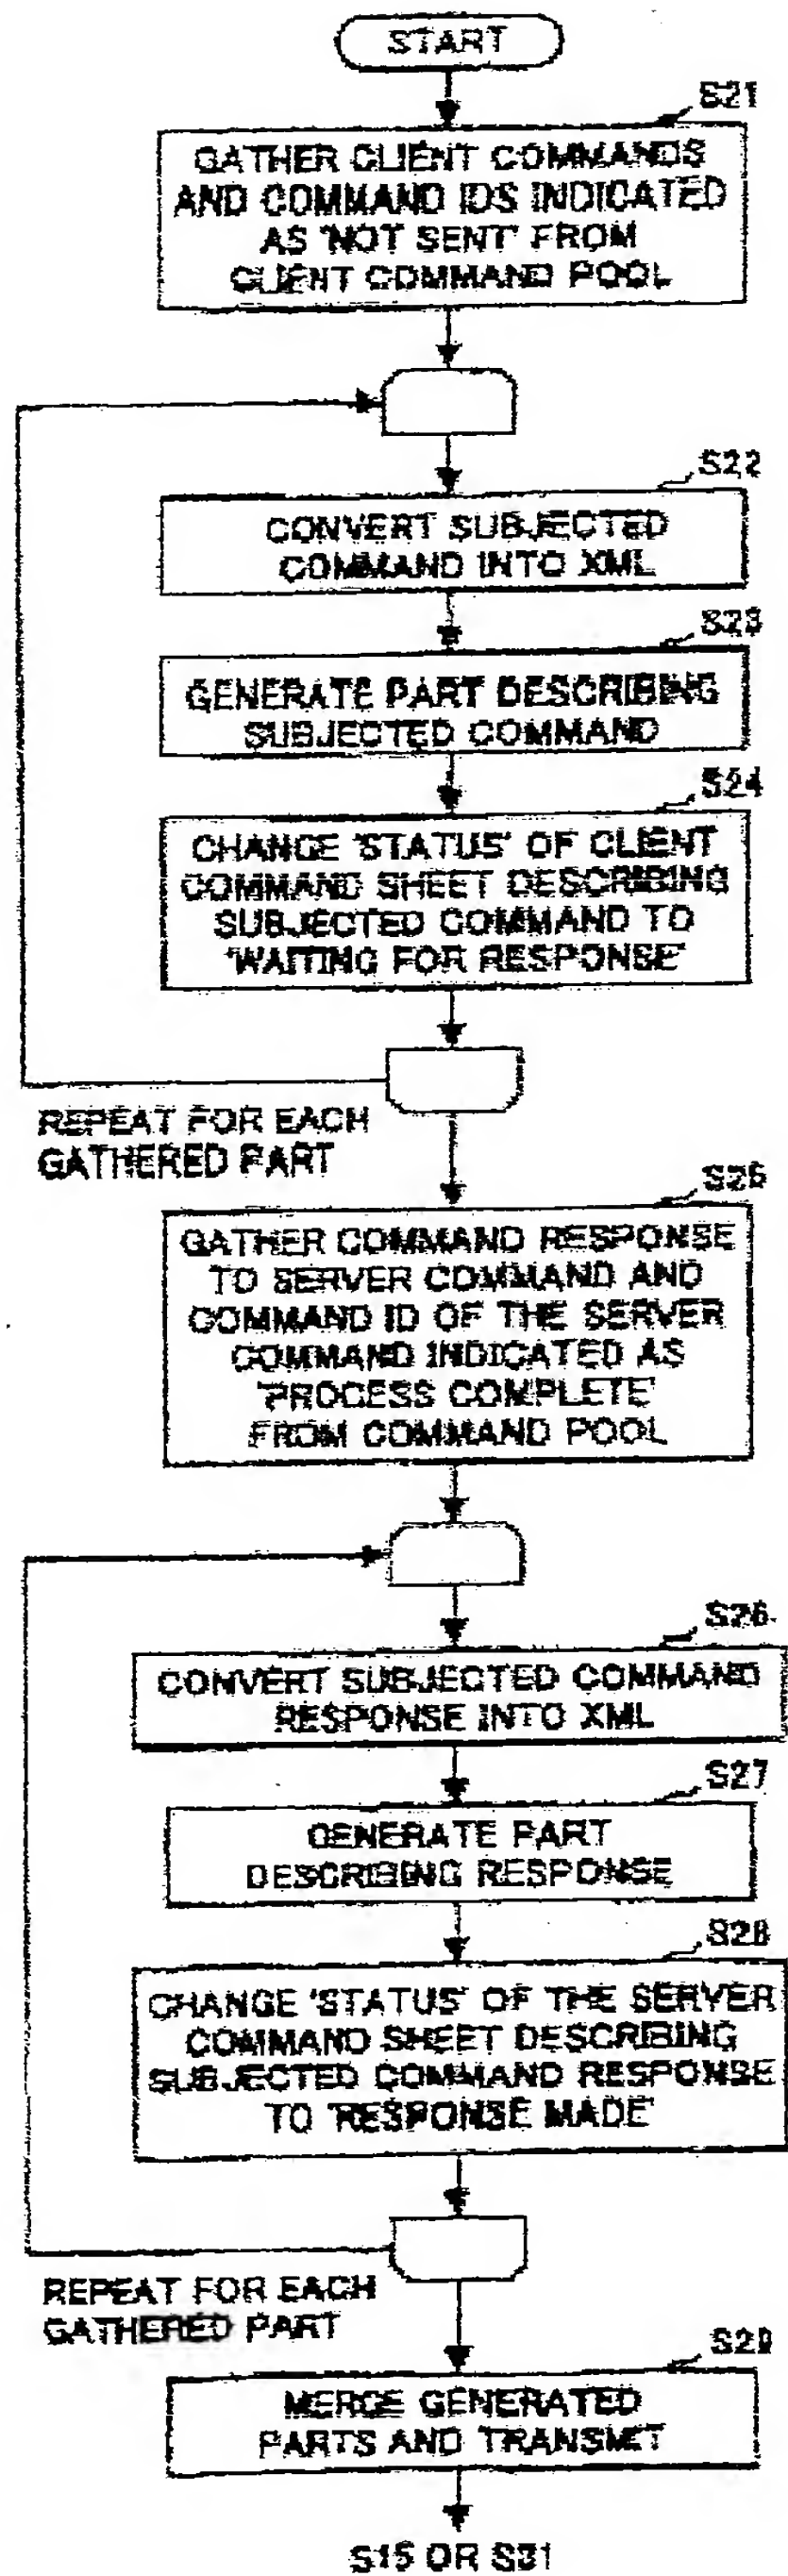 START
S21
GATHER CLIENT COMMANDS
AND COMMAND IDS INDICATED
AS 'NOT SENT' FROM
CLIENT COMMAND POOL
S22
CONVERT SUBJECTED
COMMAND INTO XML
S23
GENERATE PART DESCRIBING
SUBJECTED COMMAND
S24
CHANGE 'STATUS' OF CLIENT
COMMAND SHEET DESCRIBING
SUBJECTED COMMAND TO
'WAITING FOR RESPONSE'
REPEAT FOR EACH
GATHERED PART
S25
GATHER COMMAND RESPONSE
TO SERVER COMMAND AND
COMMAND ID OF THE SERVER
COMMAND INDICATED AS
'PROCESS COMPLETE'
FROM COMMAND POOL
S26
CONVERT SUBJECTED COMMAND
RESPONSE INTO XML
S27
GENERATE PART
DESCRIBING RESPONSE
S28
CHANGE 'STATUS' OF THE SERVER
COMMAND SHEET DESCRIBING
SUBJECTED COMMAND RESPONSE
TO 'RESPONSE MADE'
REPEAT FOR EACH
GATHERED PART
S29
MERGE GENERATED
PARTS AND TRANSMIT
S15 OR S31